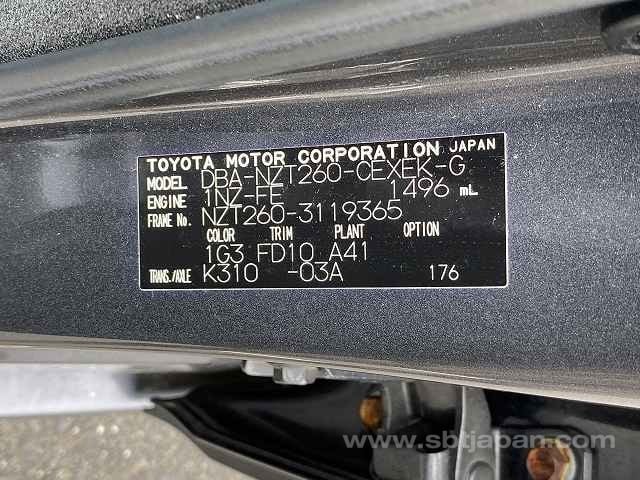 TOYOTA MOTOR CORPORATION JAPAN
MODEL DBA-NZT260-CEXEK-G
ENGINE 1NZ-FE 1496 mL
FRAME No. NZT260-3119365
COLOR TRIM PLANT OPTION
1G3 FD10 A41
TRANS./AXLE K310 -03A 176
www.sbtjapan.com